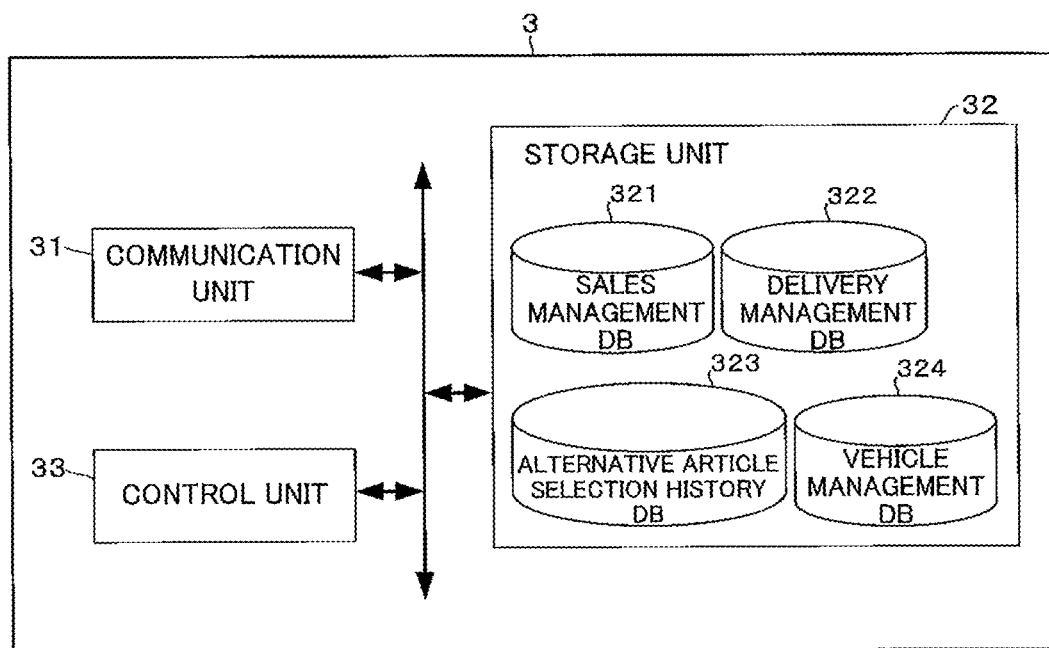 3
32
STORAGE UNIT
321
322
31
COMMUNICATION
UNIT
SALES
MANAGEMENT
DB
DELIVERY
MANAGEMENT
DB
323
324
33
CONTROL UNIT
ALTERNATIVE ARTICLE
SELECTION HISTORY
DB
VEHICLE
MANAGEMENT
DB